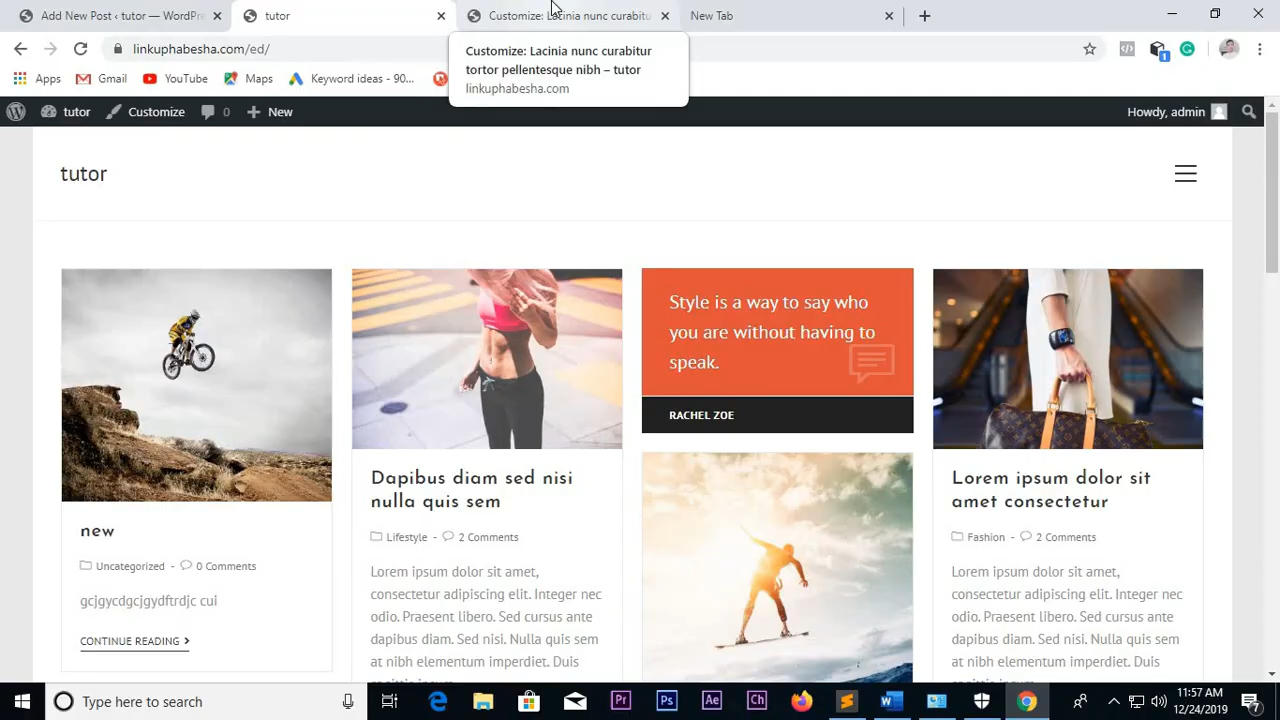 Add New Post ‹ tutor — WordPre
tutor
Customize: Lacinia nunc curabitu
New Tab
linkuphabesha.com/ed/
Customize: Lacinia nunc curabitur
tortor pellentesque nibh – tutor
linkuphabesha.com
Apps
Gmail
YouTube
Maps
Keyword ideas - 90...
1
tutor
Customize
0
New
Howdy, admin
tutor
new
Uncategorized - 0 Comments
gcjgycdgcjgydftrdjc cui
CONTINUE READING
Dapibus diam sed nisi
nulla quis sem
Lifestyle - 2 Comments
Lorem ipsum dolor sit amet,
consectetur adipiscing elit. Integer nec
odio. Praesent libero. Sed cursus ante
dapibus diam. Sed nisi. Nulla quis sem
at nibh elementum imperdiet. Duis
Style is a way to say who
you are without having to
speak.
RACHEL ZOE
Lorem ipsum dolor sit
amet consectetur
Fashion - 2 Comments
Lorem ipsum dolor sit amet,
consectetur adipiscing elit. Integer nec
odio. Praesent libero. Sed cursus ante
dapibus diam. Sed nisi. Nulla quis sem
at nibh elementum imperdiet. Duis
Type here to search
Pr
Ps
Ae
Ch
11:57 AM
12/24/2019
7